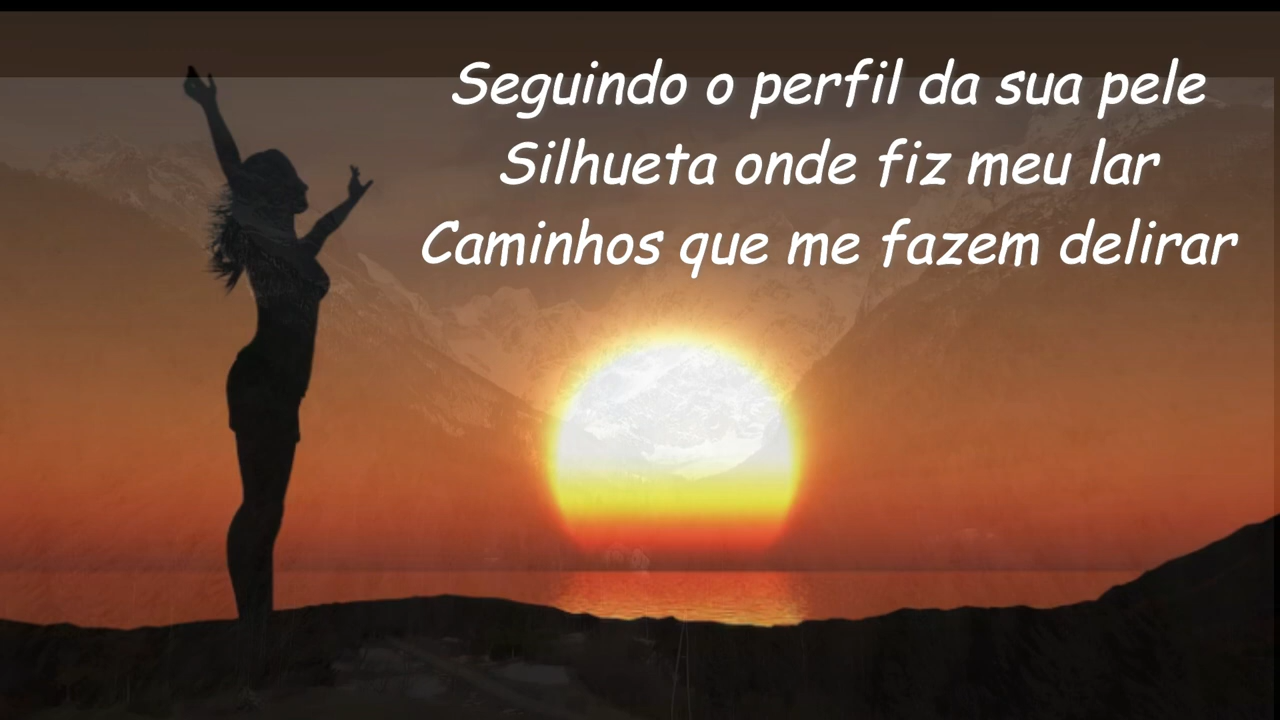 Seguindo o perfil da sua pele
Silhueta onde fiz meu lar
Caminhos que me fazem delirar